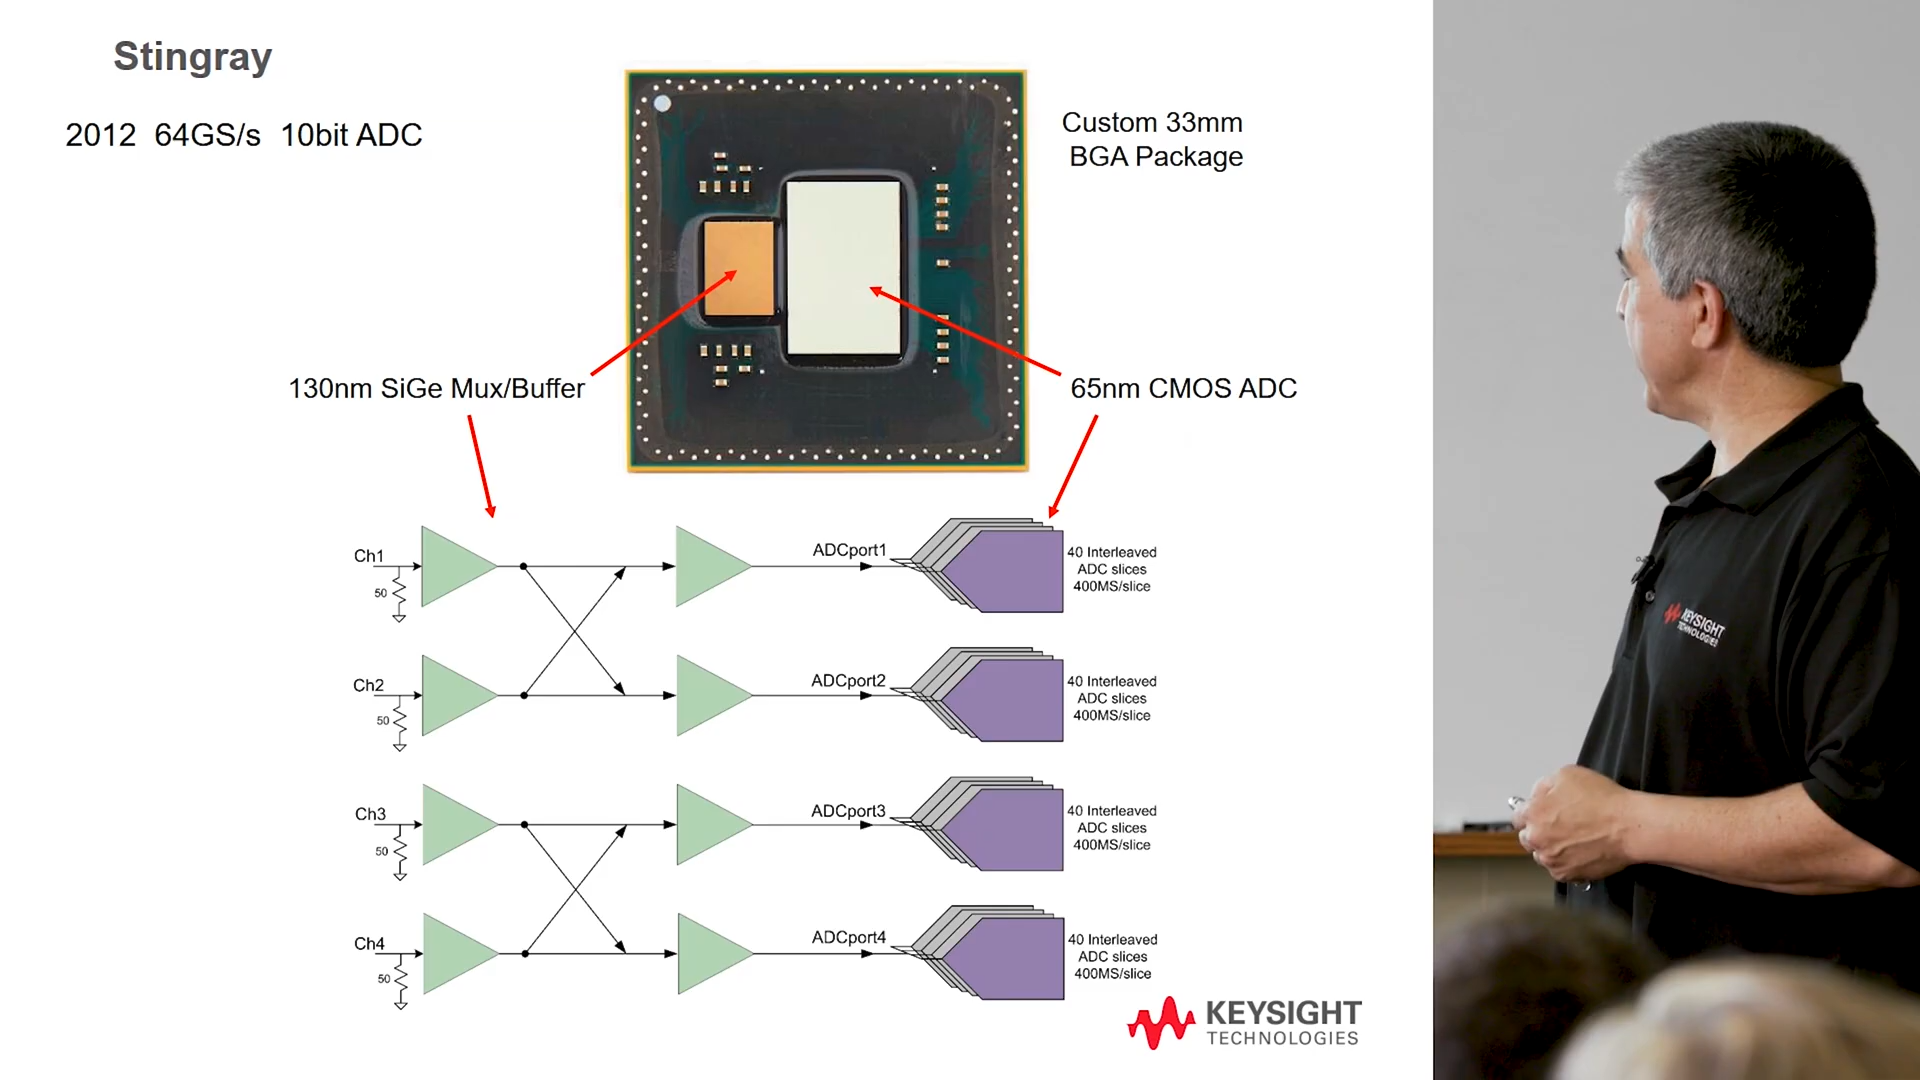 Stingray
2012 64GS/s 10bit ADC
Custom 33mm
BGA Package
130nm SiGe Mux/Buffer
65nm CMOS ADC
Ch1
50
ADCport1
40 Interleaved
ADC slices
400MS/slice
Ch2
50
ADCport2
40 Interleaved
ADC slices
400MS/slice
Ch3
50
ADCport3
40 Interleaved
ADC slices
400MS/slice
Ch4
50
ADCport4
40 Interleaved
ADC slices
400MS/slice
KEYSIGHT
TECHNOLOGIES
KEYSIGHT
TECHNOLOGIES